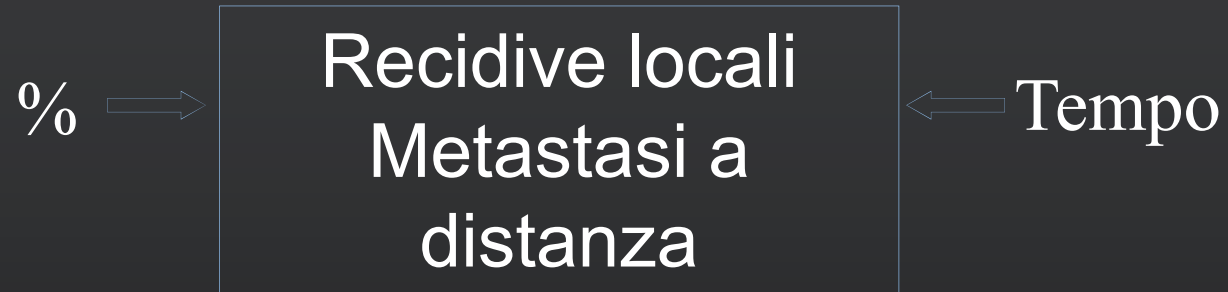 %
Recidive locali
Metastasi a
distanza
Tempo